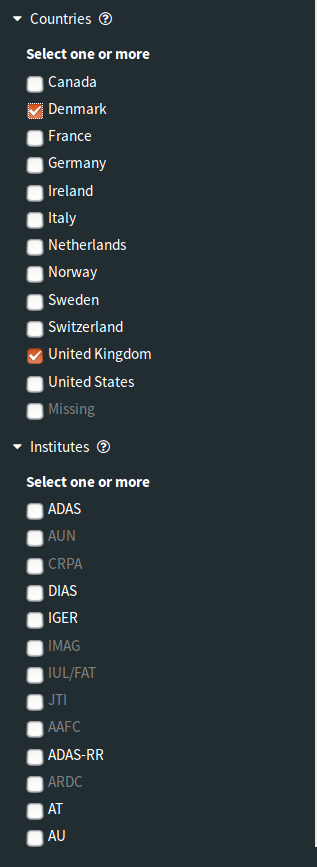 Countries
Select one or more
Canada
Denmark
France
Germany
Ireland
Italy
Netherlands
Norway
Sweden
Switzerland
United Kingdom
United States
Missing
Institutes
Select one or more
ADAS
AUN
CRPA
DIAS
IGER
IMAG
IUL/FAT
JTI
AAFC
ADAS-RR
ARDC
AT
AU